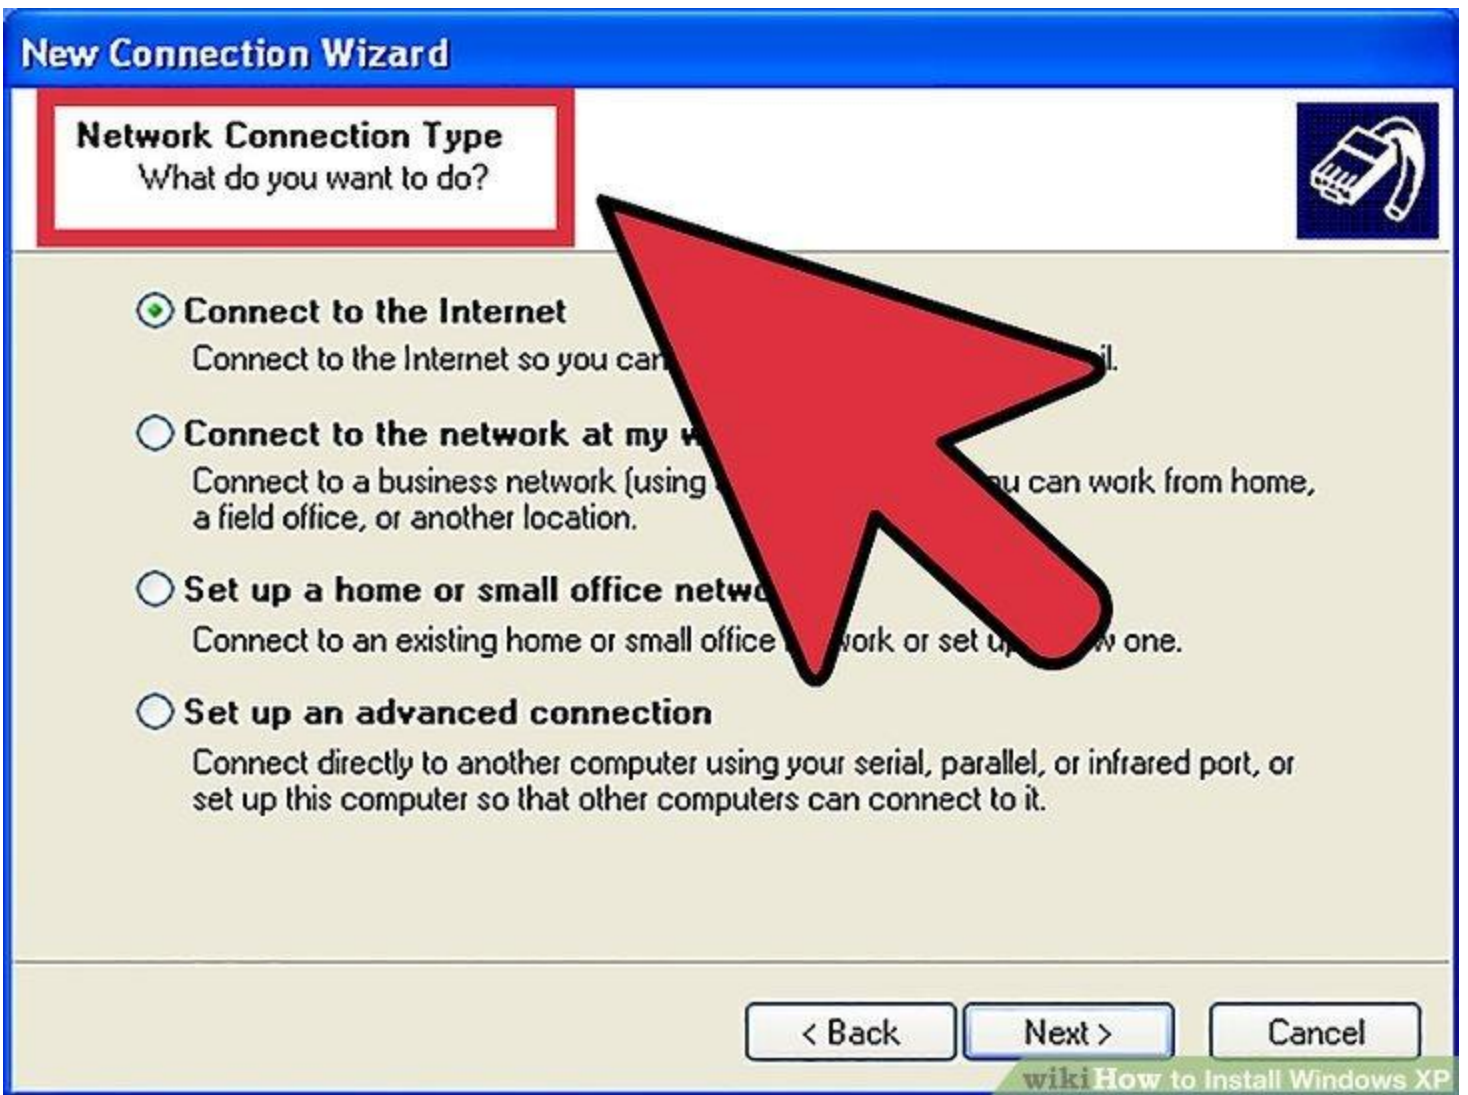 New Connection Wizard
Network Connection Type
What do you want to do?
Connect to the Internet
Connect to the Internet so you can
Connect to the network at my
Connect to a business network (using you can work from home,
a field office, or another location.
Set up a home or small office
Connect to an existing home or small office or set up one.
Set up an advanced connection
Connect directly to another computer using your serial, parallel, or infrared port, or
set up this computer so that other computers can connect to it.
< Back
Next >
Cancel
wikiHow to Install Windows XP